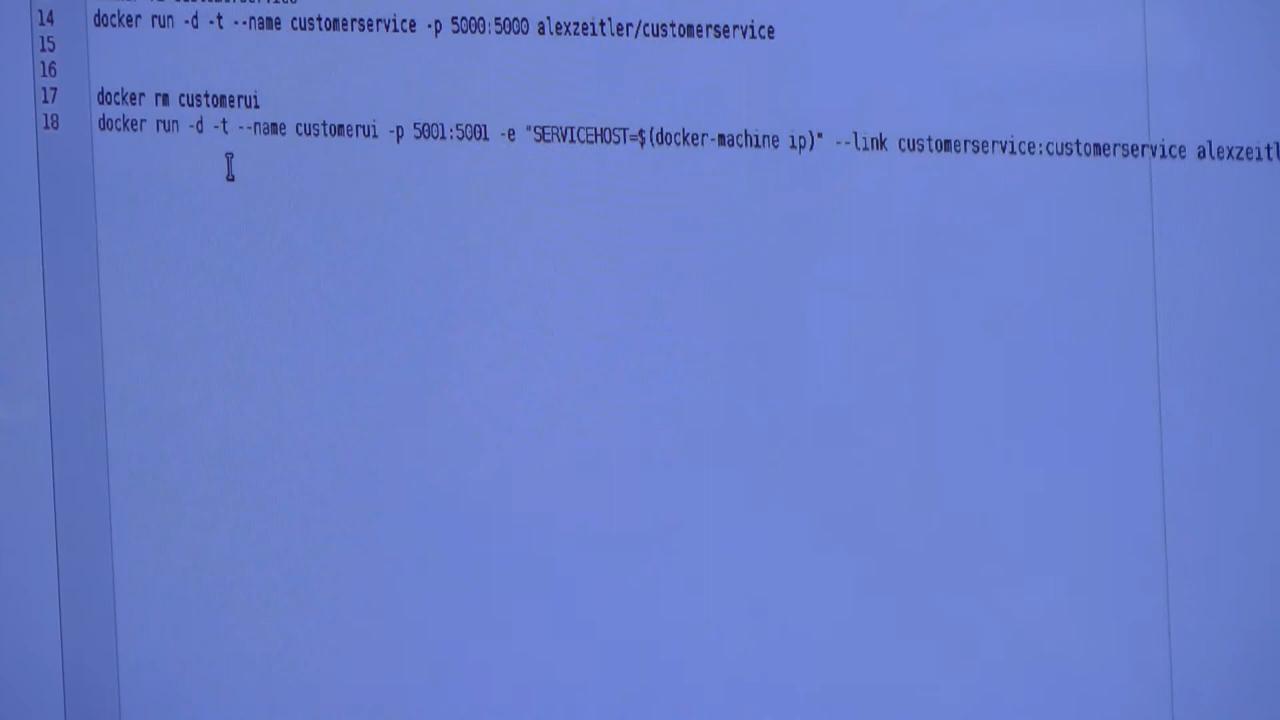 14 docker run -d -t --name customerservice -p 5000:5000 alexzeitler/customerservice
15
16
17 docker rm customerui
18 docker run -d -t --name customerui -p 5001:5001 -e "SERVICEHOST=$(docker-machine ip)" --link customerservice:customerservice alexzeitl